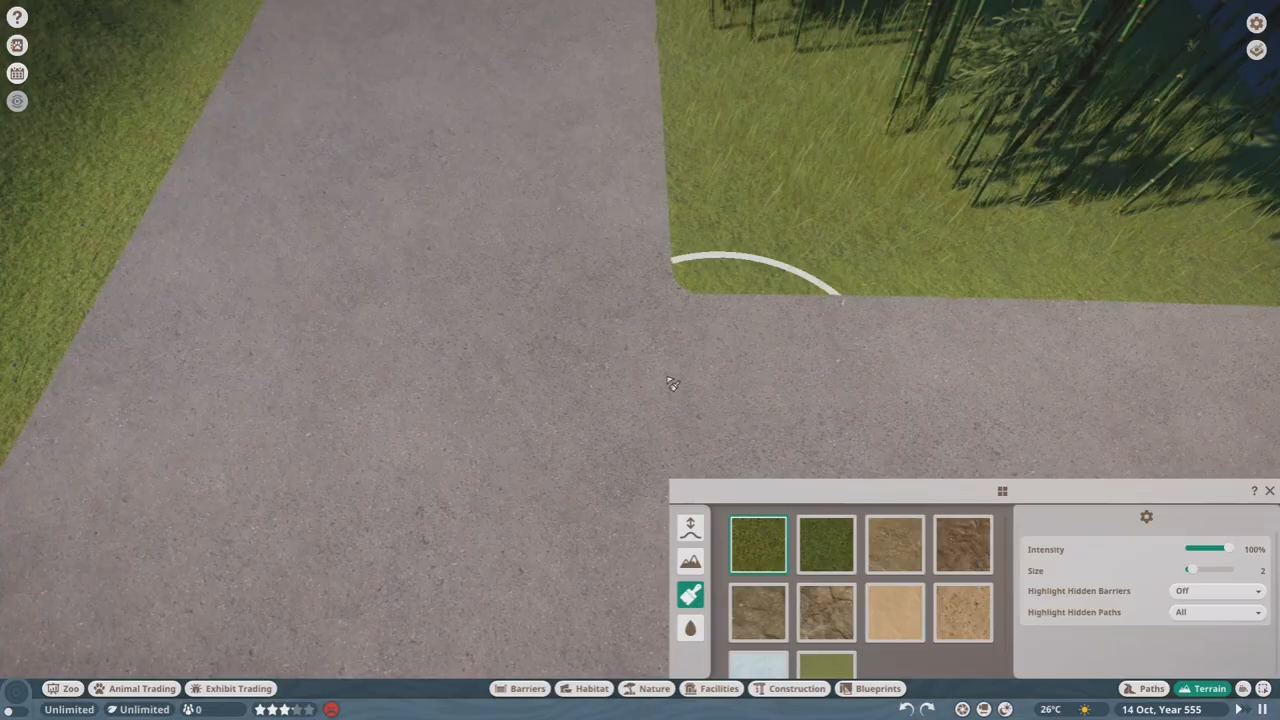 ?
? ×
Intensity 100%
Size 2
Highlight Hidden Barriers Off
Highlight Hidden Paths All
Zoo Animal Trading Exhibit Trading Barriers Habitat Nature Facilities Construction Blueprints Paths Terrain
Unlimited Unlimited 0 26°C 14 Oct, Year 555